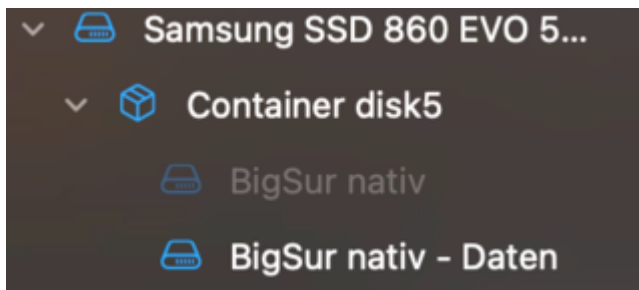 Samsung SSD 860 EVO 5...
Container disk5
BigSur nativ
BigSur nativ - Daten